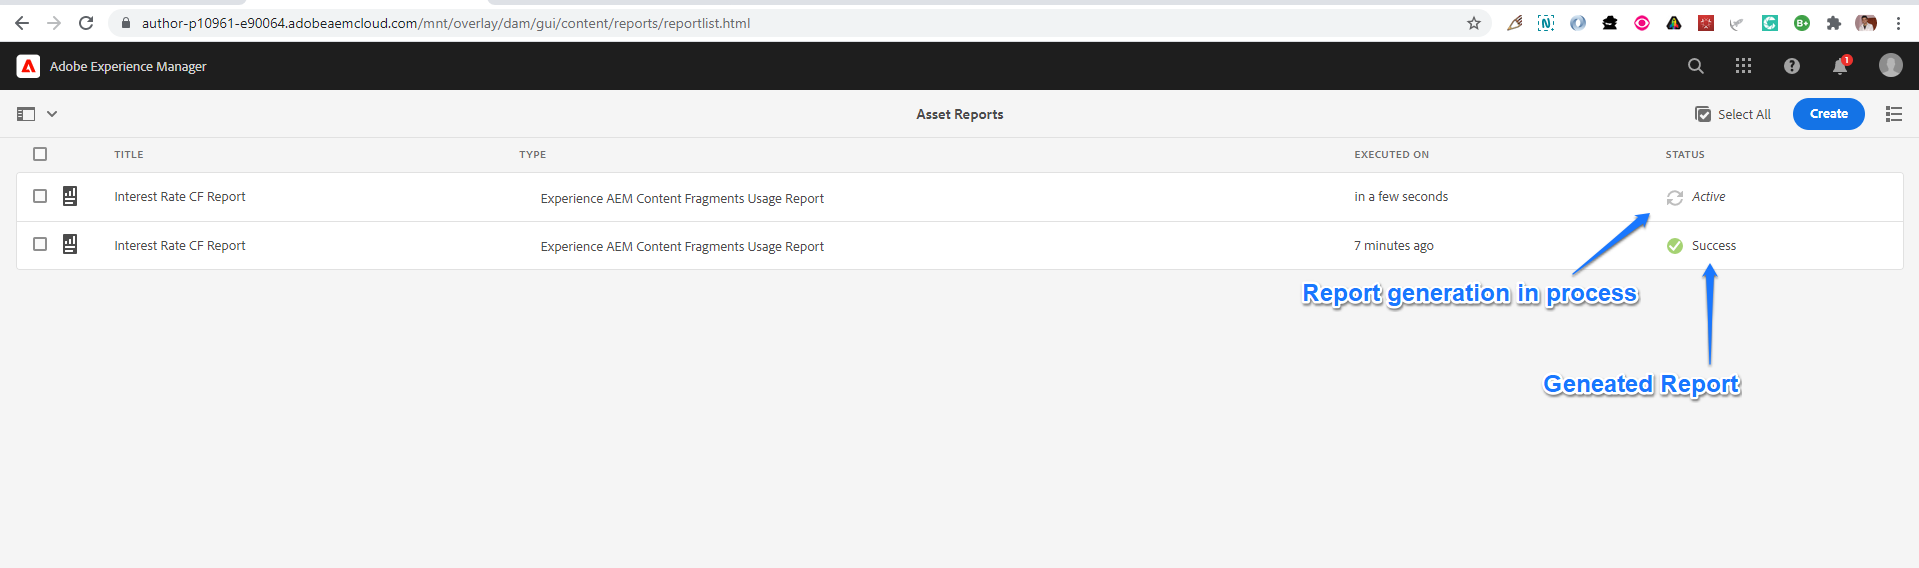 author-p10961-e90064.adobeaemcloud.com/mnt/overlay/dam/gui/content/reports/reportlist.html
Adobe Experience Manager
1
Asset Reports
Select All
Create
TITLE TYPE EXECUTED ON STATUS
Interest Rate CF Report Experience AEM Content Fragments Usage Report in a few seconds Active
Interest Rate CF Report Experience AEM Content Fragments Usage Report 7 minutes ago Success
Report generation in process
Geneated Report